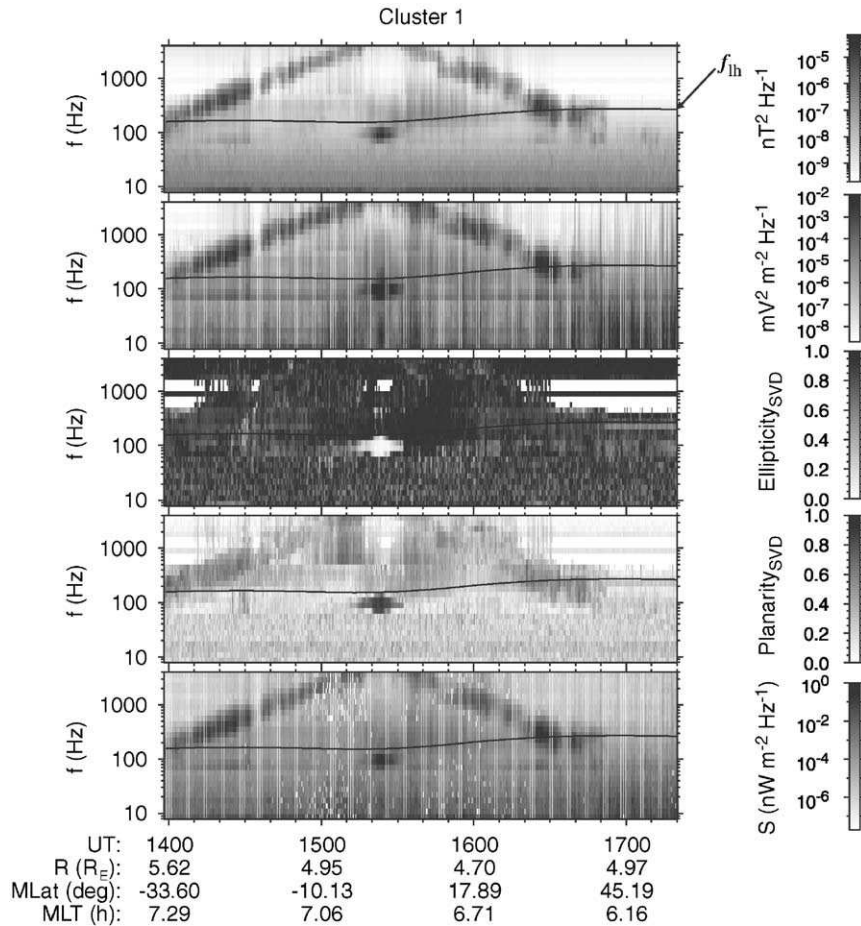 Cluster 1
f (Hz)
1000
100
10
f_lh
nT² Hz⁻¹
10⁻⁵
10⁻⁶
10⁻⁷
10⁻⁸
10⁻⁹
f (Hz)
1000
100
10
mV² m⁻² Hz⁻¹
10⁻²
10⁻³
10⁻⁴
10⁻⁵
10⁻⁶
10⁻⁷
10⁻⁸
f (Hz)
1000
100
10
Ellipticity_SVD
1.0
0.8
0.6
0.4
0.2
0.0
f (Hz)
1000
100
10
Planarity_SVD
1.0
0.8
0.6
0.4
0.2
0.0
f (Hz)
1000
100
10
S (nW m⁻² Hz⁻¹)
10⁰
10⁻²
10⁻⁴
10⁻⁶
UT: 1400 1500 1600 1700
R (R_E): 5.62 4.95 4.70 4.97
MLat (deg): -33.60 -10.13 17.89 45.19
MLT (h): 7.29 7.06 6.71 6.16